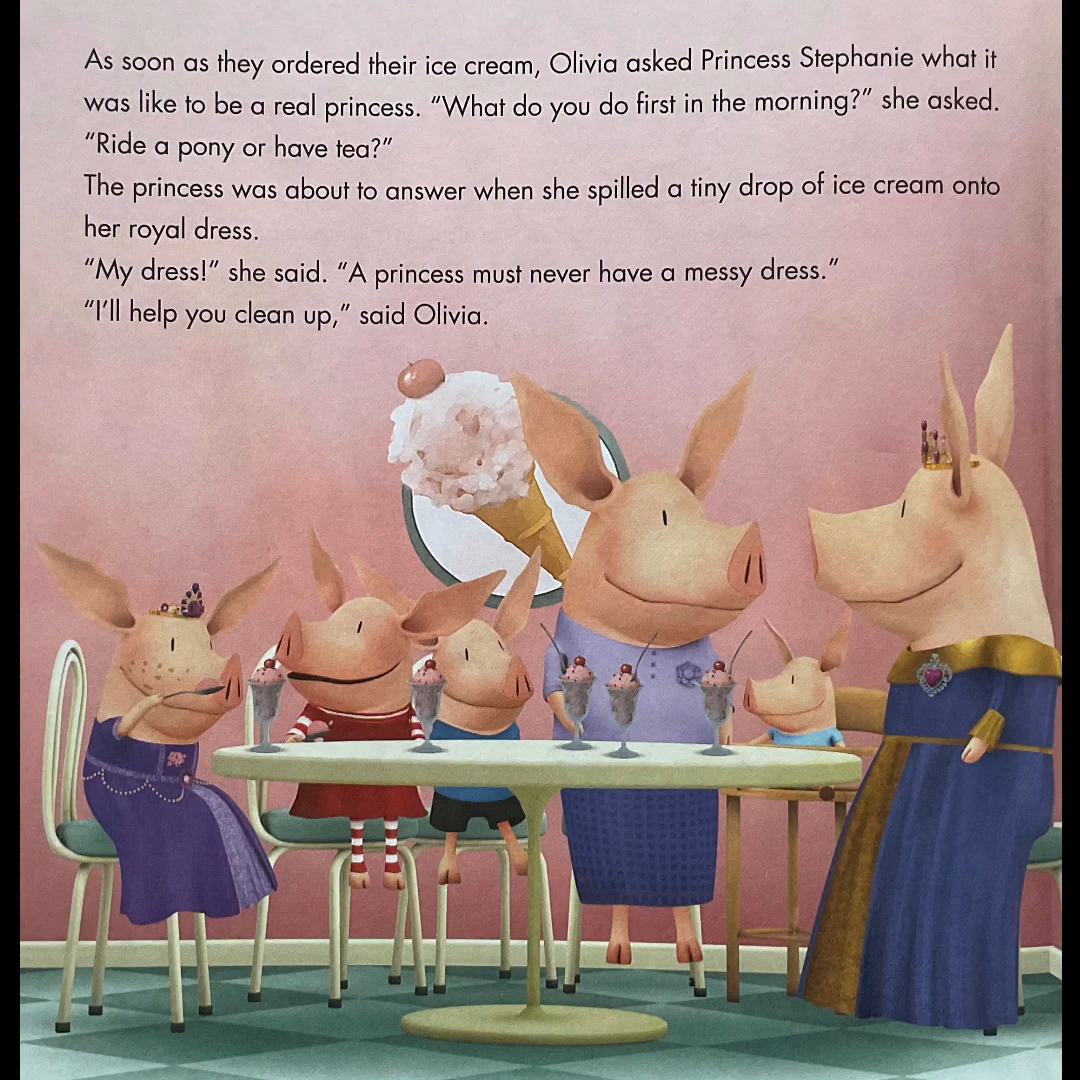 As soon as they ordered their ice cream, Olivia asked Princess Stephanie what it
was like to be a real princess. “What do you do first in the morning?” she asked.
“Ride a pony or have tea?”
The princess was about to answer when she spilled a tiny drop of ice cream onto
her royal dress.
“My dress!” she said. “A princess must never have a messy dress.”
“I’ll help you clean up,” said Olivia.